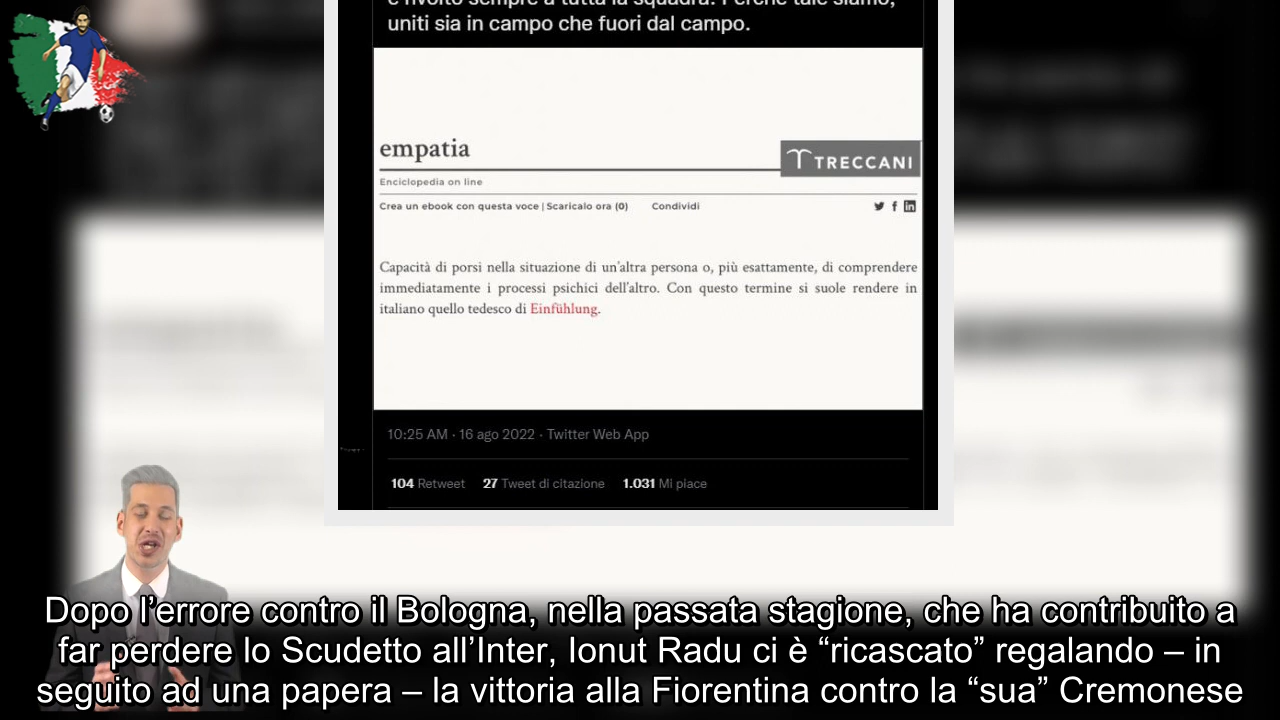 è rivolto sempre a tutta la squadra. Perché tale siamo,
uniti sia in campo che fuori dal campo.
empatia
TRECCANI
Enciclopedia on line
Crea un ebook con questa voce | Scaricalo ora (0) Condividi
Capacità di porsi nella situazione di un'altra persona o, più esattamente, di comprendere
immediatamente i processi psichici dell'altro. Con questo termine si suole rendere in
italiano quello tedesco di Einfühlung.
10:25 AM · 16 ago 2022 · Twitter Web App
104 Retweet 27 Tweet di citazione 1.031 Mi piace
Dopo l’errore contro il Bologna, nella passata stagione, che ha contribuito a
far perdere lo Scudetto all’Inter, Ionut Radu ci è “ricascato” regalando – in
seguito ad una papera – la vittoria alla Fiorentina contro la “sua” Cremonese